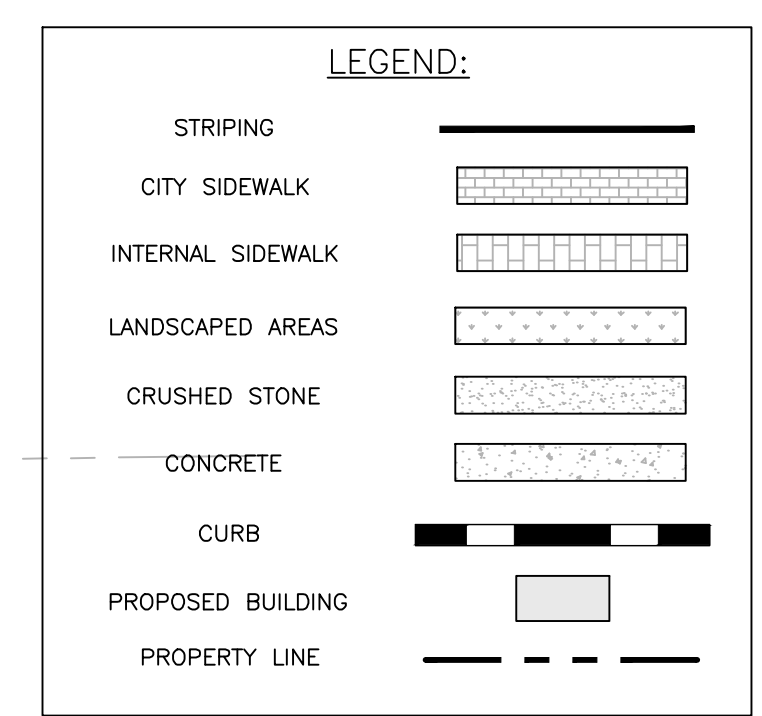 LEGEND:
STRIPING
CITY SIDEWALK
INTERNAL SIDEWALK
LANDSCAPED AREAS
CRUSHED STONE
CONCRETE
CURB
PROPOSED BUILDING
PROPERTY LINE